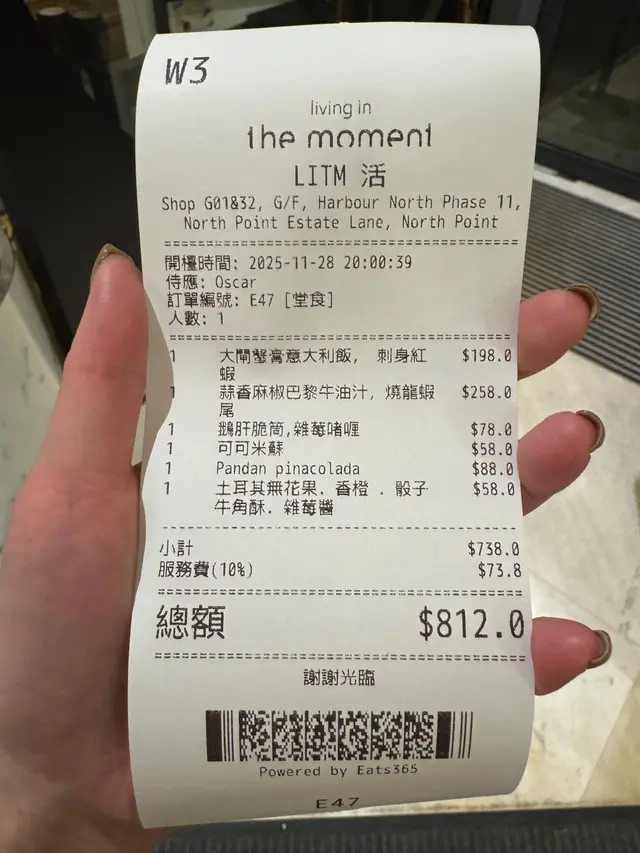 W3
living in
the moment
LITM 活
Shop G01&32, G/F, Harbour North Phase 11,
North Point Estate Lane, North Point
開檯時間: 2025-11-28 20:00:39
侍應: Oscar
訂單編號: E47 [堂食]
人數: 1
1 大閘蟹膏意大利飯, 刺身紅 $198.0
蝦
1 蒜香麻椒巴黎牛油汁, 燒龍蝦 $258.0
尾
1 鵝肝脆筒,雜莓啫喱 $78.0
1 可可米蘇 $58.0
1 Pandan pinacolada $88.0
1 土耳其無花果. 香橙 . 骰子 $58.0
牛角酥. 雜莓醬
小計 $738.0
服務費(10%) $73.8
總額 $812.0
謝謝光臨
Powered by Eats365
E47